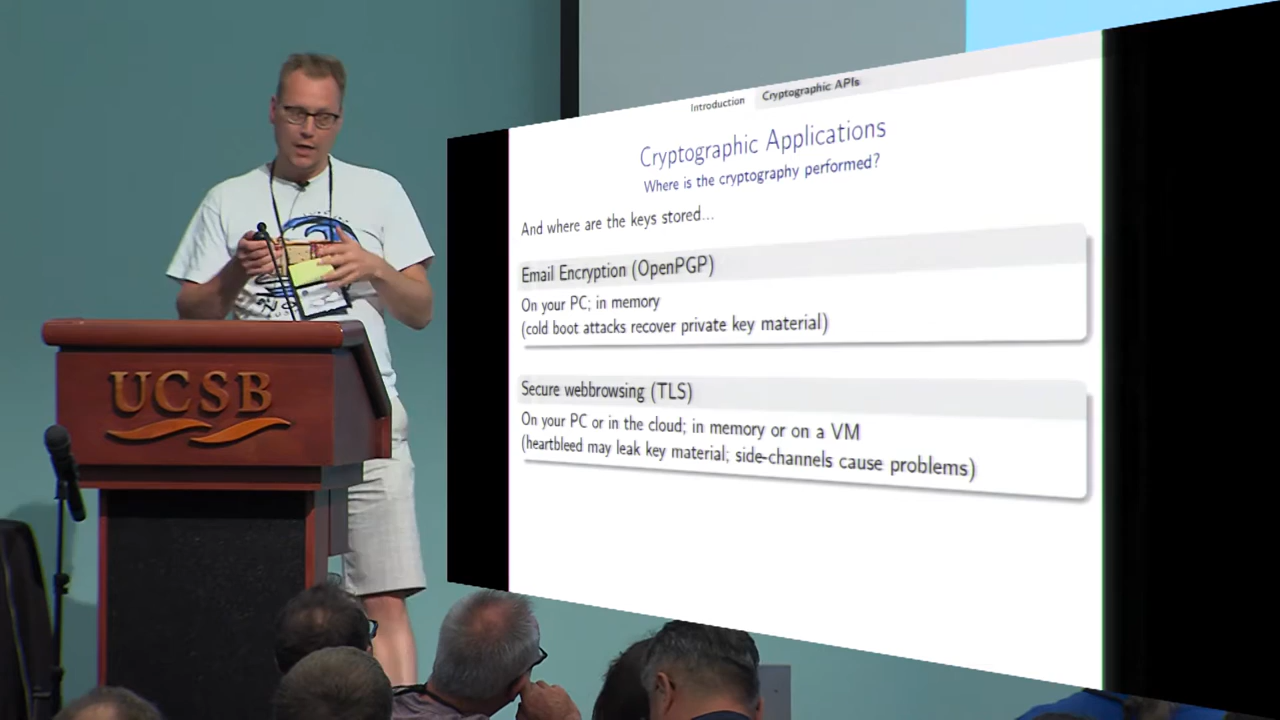 Introduction
Cryptographic APIs
Cryptographic Applications
Where is the cryptography performed?
And where are the keys stored...
Email Encryption (OpenPGP)
On your PC; in memory
(cold boot attacks recover private key material)
Secure webbrowsing (TLS)
On your PC or in the cloud; in memory or on a VM
(heartbleed may leak key material; side-channels cause problems)
UCSB